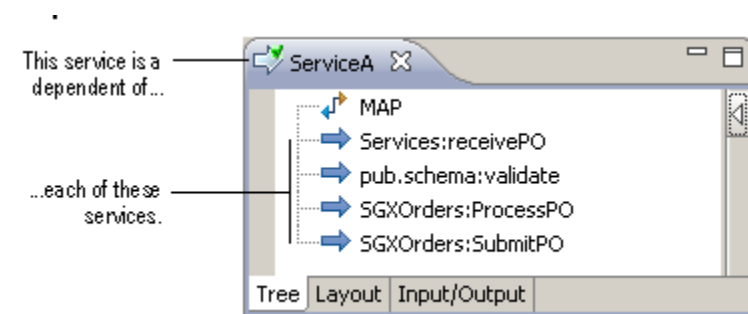 This service is a
dependent of...
ServiceA
MAP
Services:receivePO
pub.schema:validate
...each of these
services.
SGXOrders:ProcessPO
SGXOrders:SubmitPO
Tree Layout Input/Output